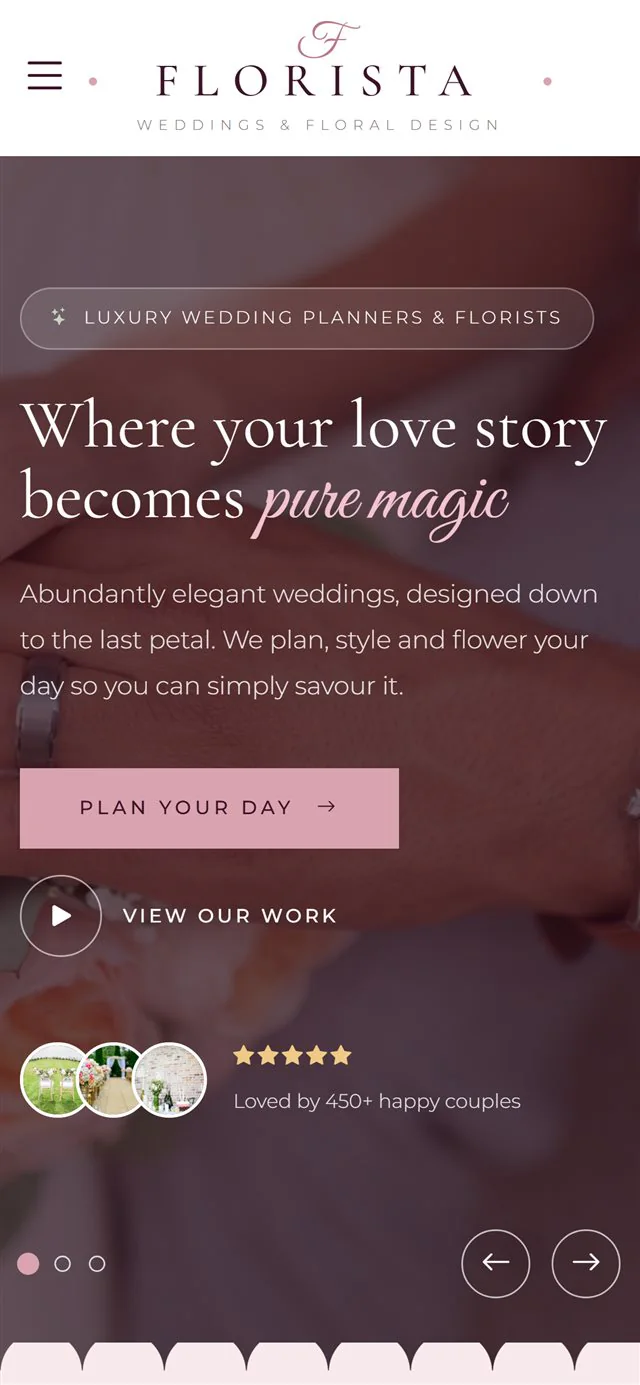 F
FLORISTA
WEDDINGS & FLORAL DESIGN
LUXURY WEDDING PLANNERS & FLORISTS
Where your love story
becomes pure magic
Abundantly elegant weddings, designed down
to the last petal. We plan, style and flower your
day so you can simply savour it.
PLAN YOUR DAY →
VIEW OUR WORK
Loved by 450+ happy couples